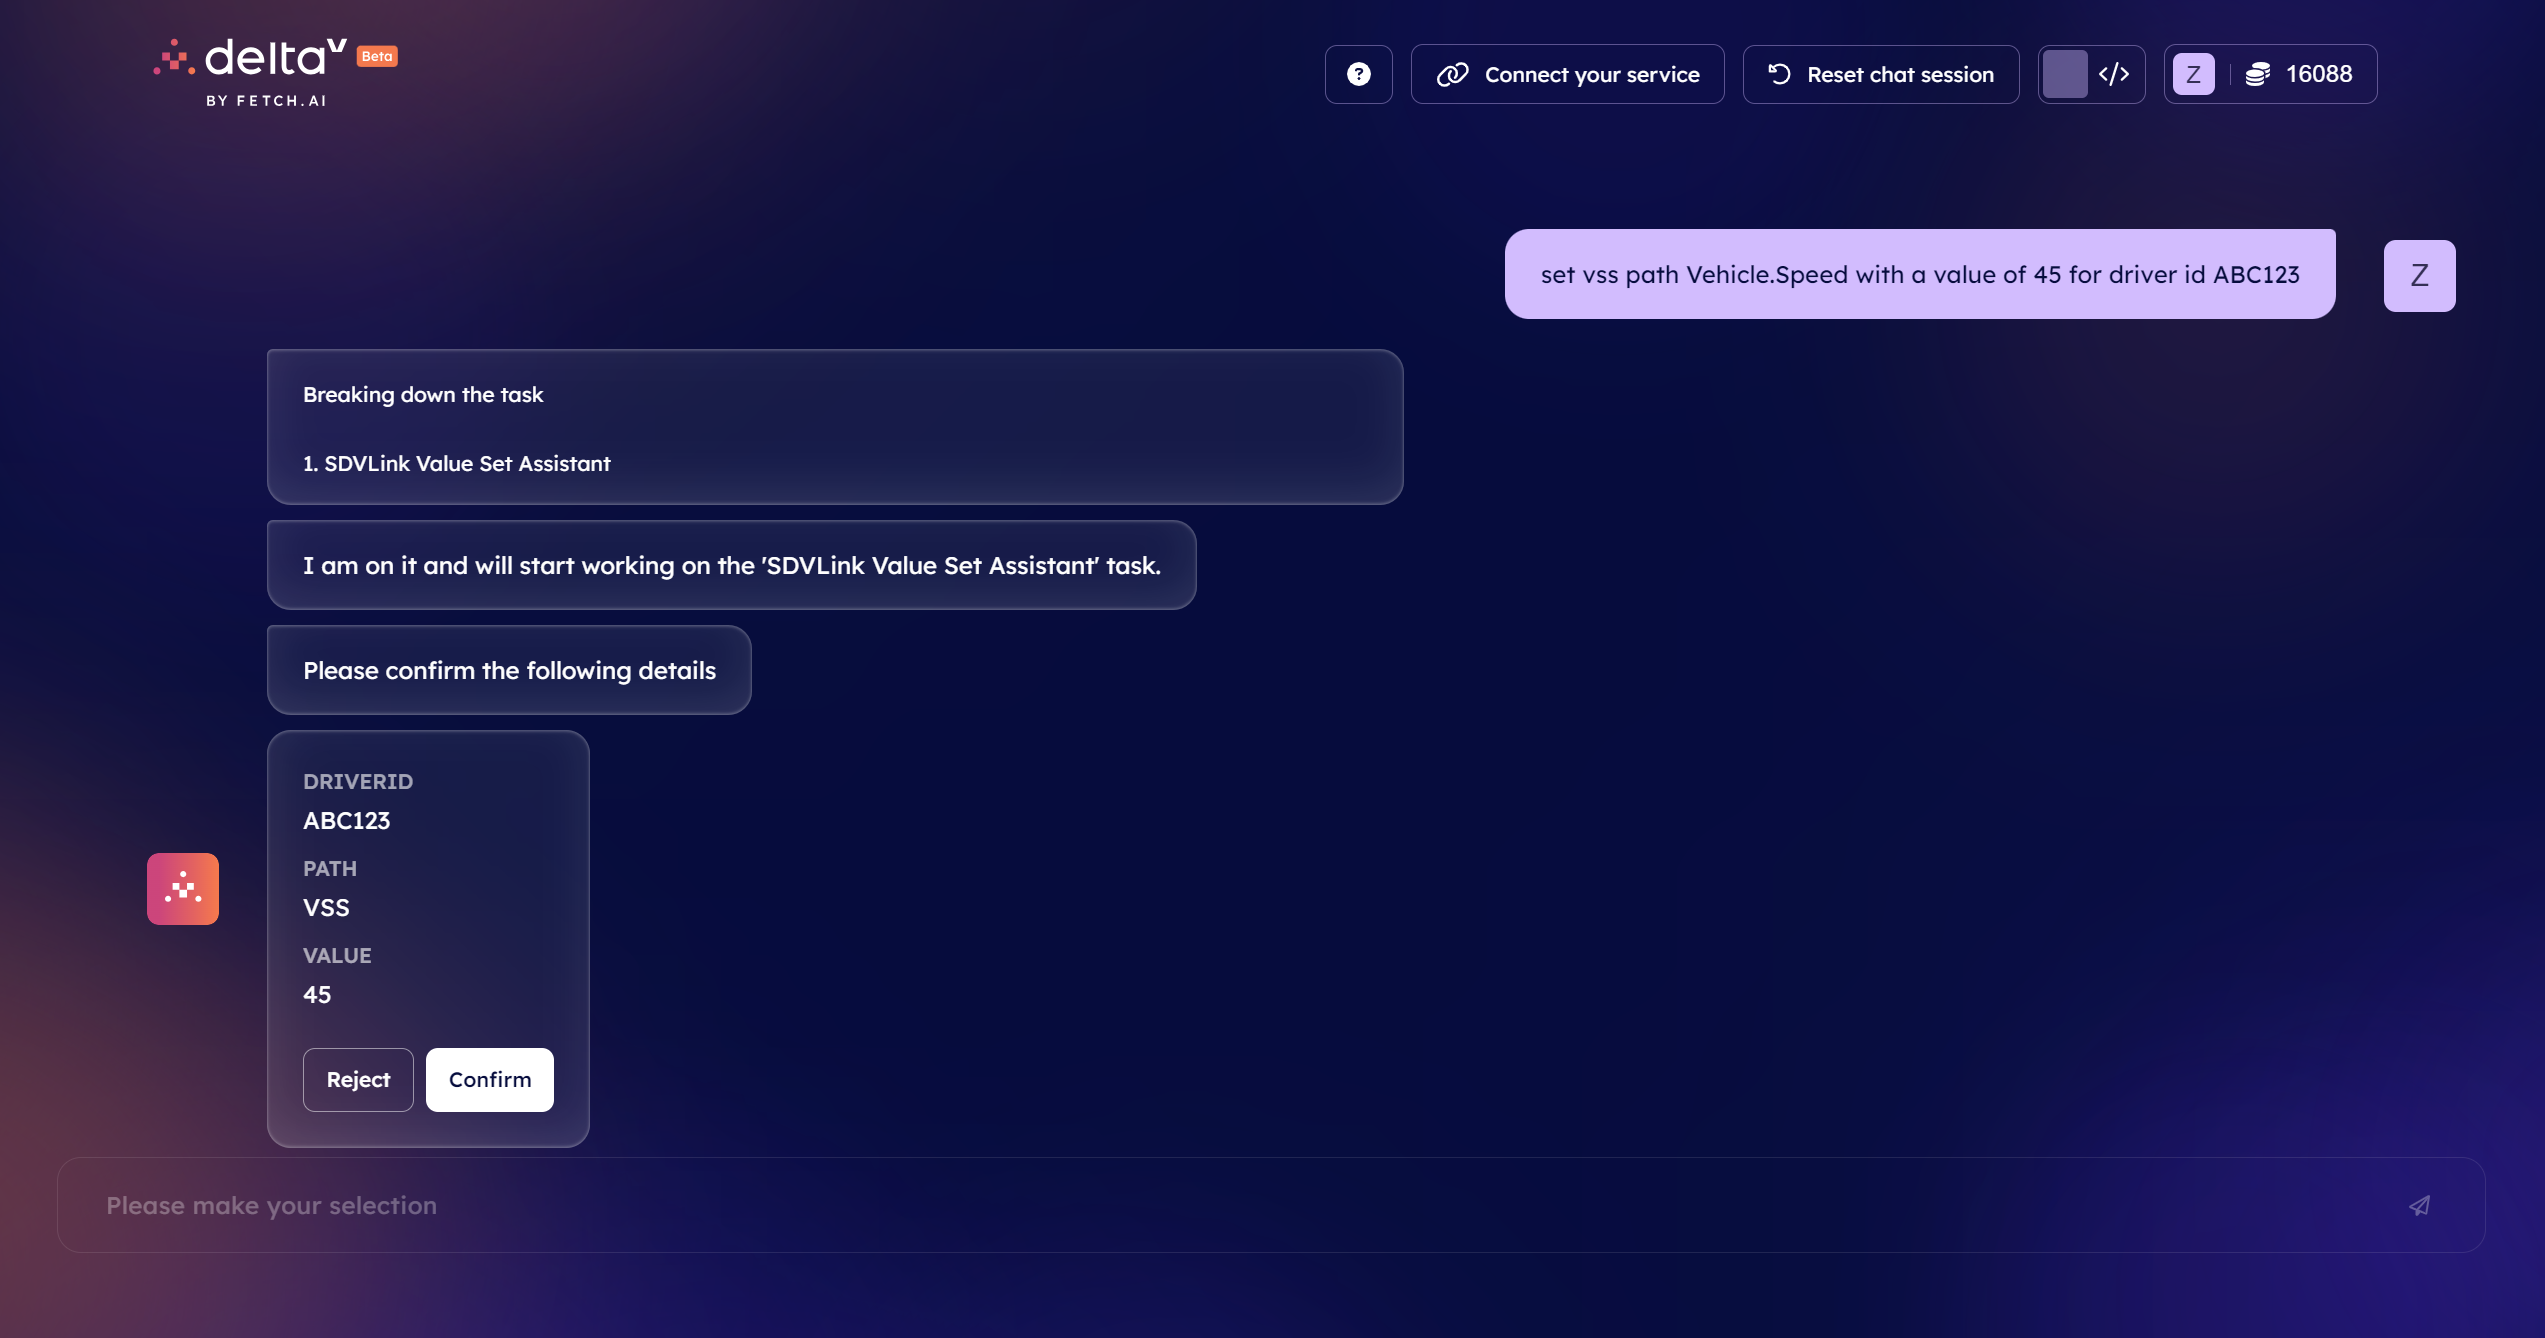 deltaV Beta
BY FETCH.AI
? Connect your service Reset chat session </> Z 16088
set vss path Vehicle.Speed with a value of 45 for driver id ABC123 Z
Breaking down the task
1. SDVLink Value Set Assistant
I am on it and will start working on the 'SDVLink Value Set Assistant' task.
Please confirm the following details
DRIVERID
ABC123
PATH
VSS
VALUE
45
Reject Confirm
Please make your selection